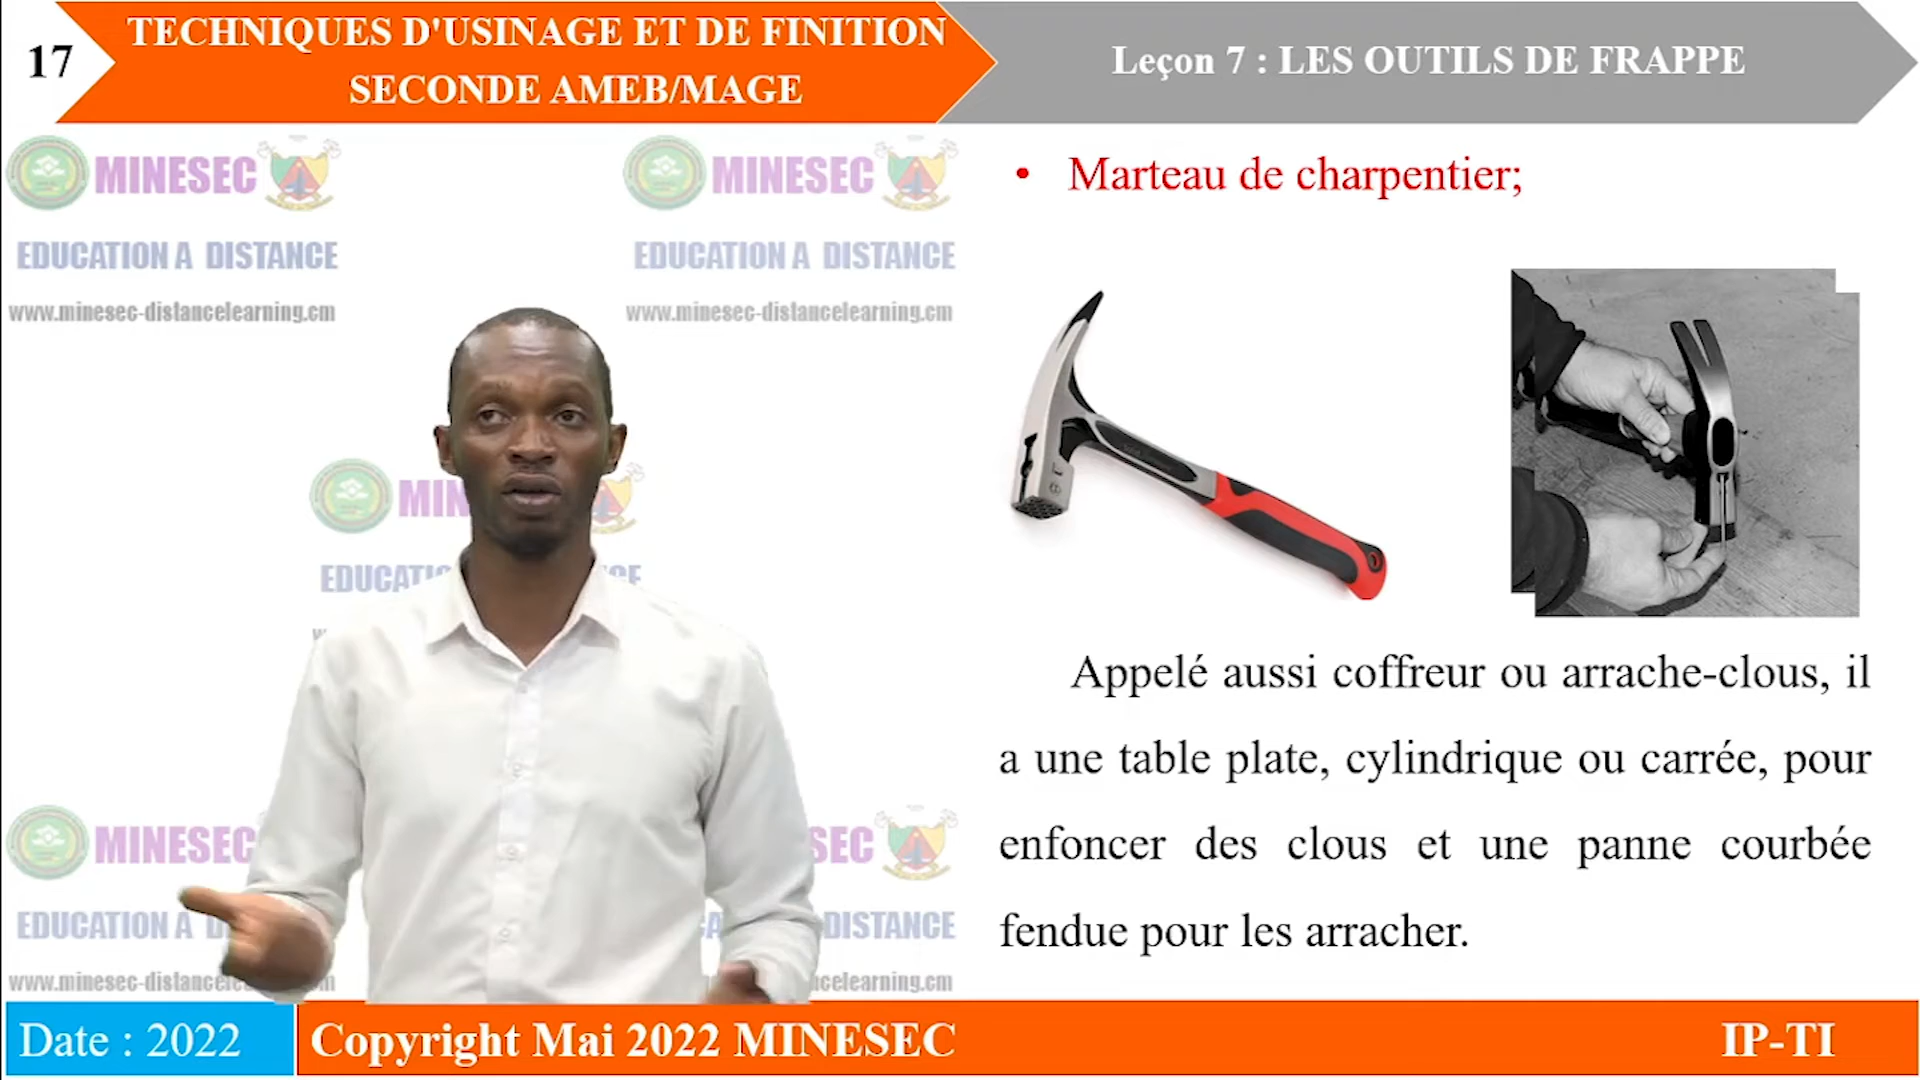 17
TECHNIQUES D'USINAGE ET DE FINITION
SECONDE AMEB/MAGE
Leçon 7 : LES OUTILS DE FRAPPE
MINESEC
EDUCATION A DISTANCE
www.minesec-distancelearning.cm
MINESEC
EDUCATION A DISTANCE
www.minesec-distancelearning.cm
• Marteau de charpentier;
Appelé aussi coffreur ou arrache-clous, il
a une table plate, cylindrique ou carrée, pour
enfoncer des clous et une panne courbée
fendue pour les arracher.
MIN
MINESEC
SEC
DISTANCE
Date : 2022
Copyright Mai 2022 MINESEC
IP-TI